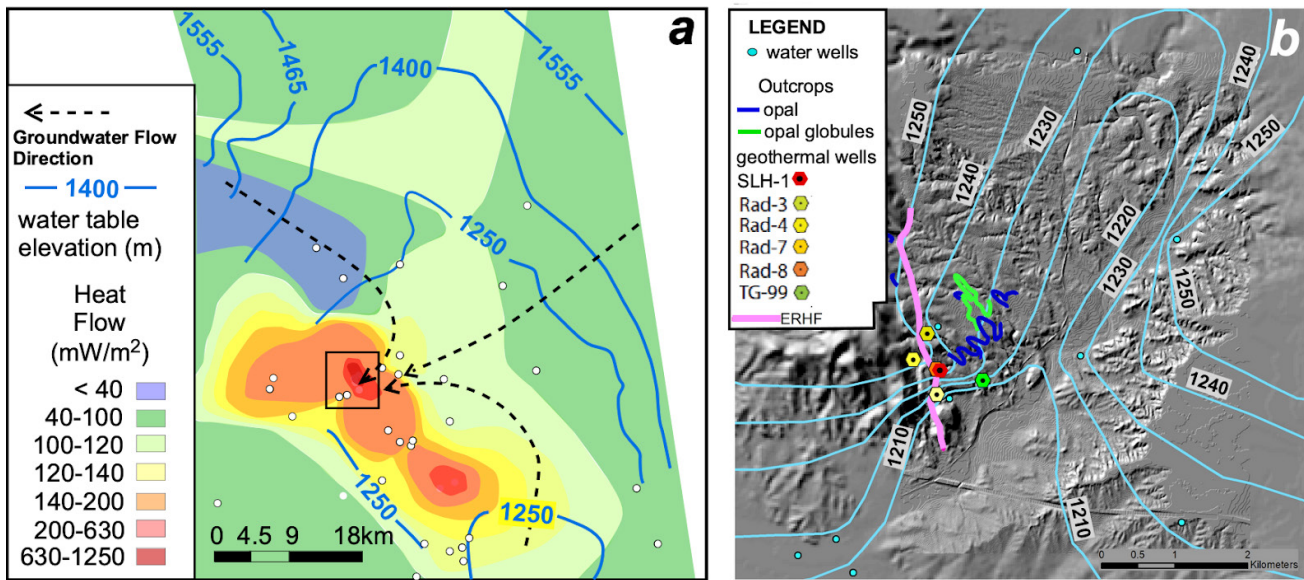 a
1555
1465
1400
1555
1250
1250
1250
Groundwater Flow
Direction
1400
water table
elevation (m)
Heat
Flow
(mW/m²)
< 40
40-100
100-120
120-140
140-200
200-630
630-1250
0 4.5 9 18km
b
LEGEND
water wells
Outcrops
opal
opal globules
geothermal wells
SLH-1
Rad-3
Rad-4
Rad-7
Rad-8
TG-99
ERHF
1250
1240
1230
1240
1250
1220
1230
1250
1240
1210
1210
0 0.5 1 2
Kilometers